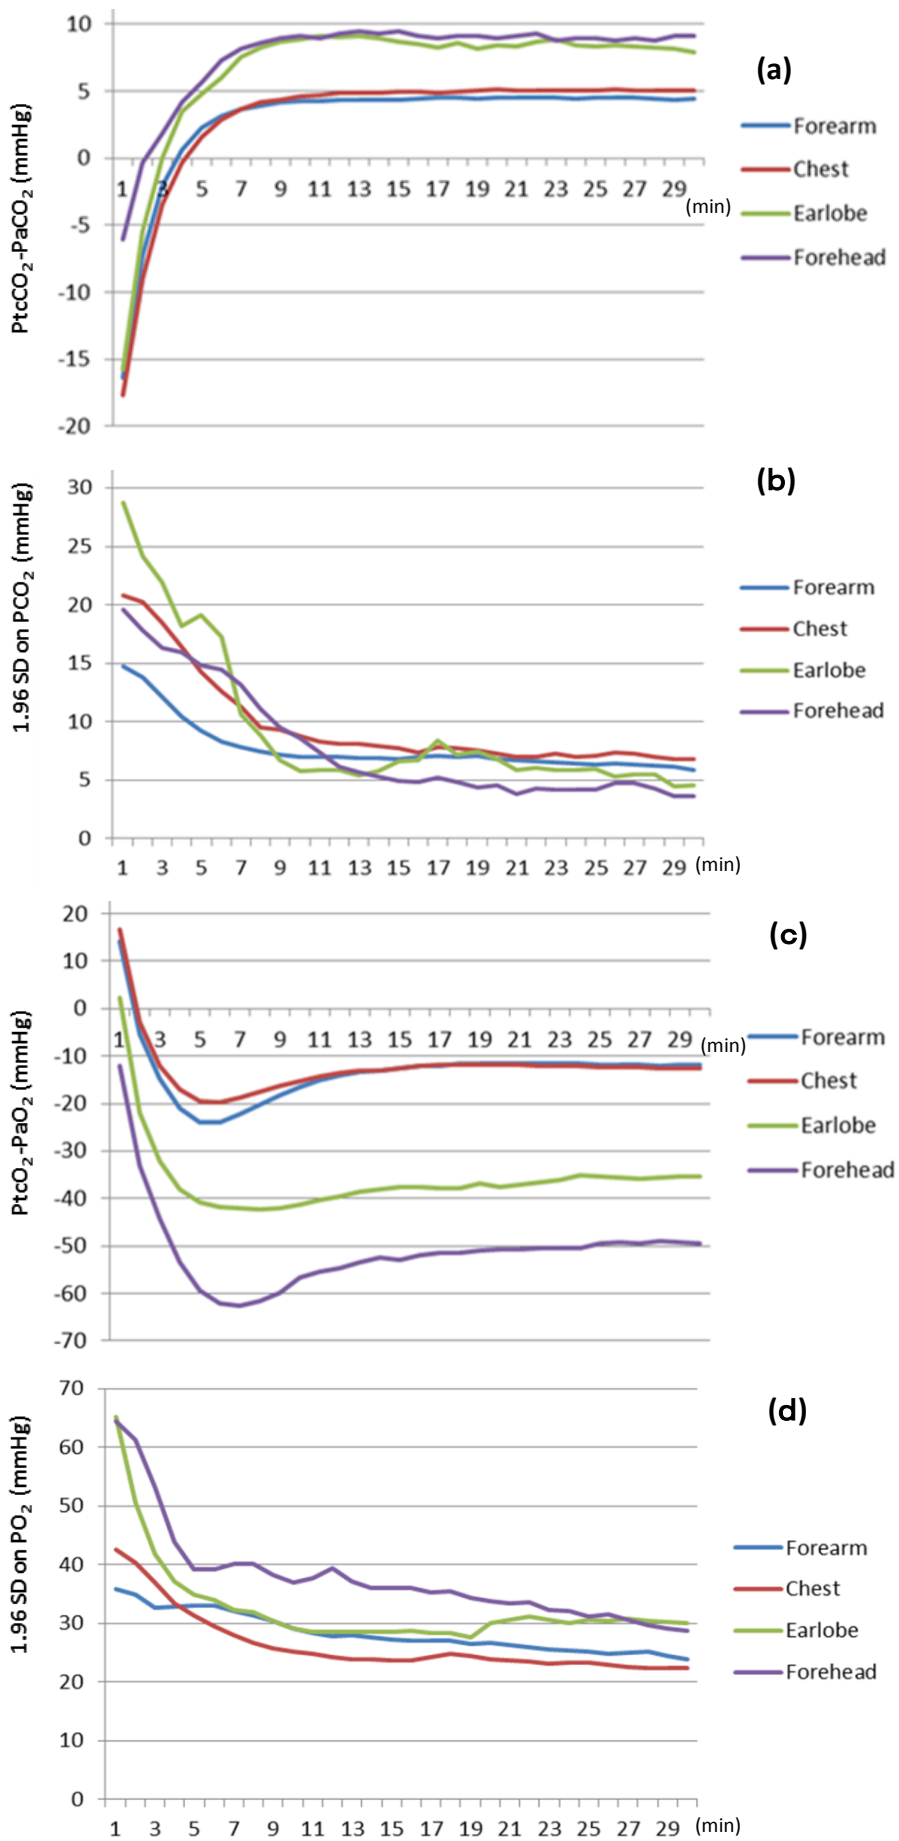 (a)
PtcCO₂-PaCO₂ (mmHg)
10
5
0
-5
-10
-15
-20
1 3 5 7 9 11 13 15 17 19 21 23 25 27 29
(min)
Forearm
Chest
Earlobe
Forehead
(b)
1.96 SD on PCO₂ (mmHg)
30
25
20
15
10
5
0
1 3 5 7 9 11 13 15 17 19 21 23 25 27 29 (min)
Forearm
Chest
Earlobe
Forehead
(c)
PtcO₂-PaO₂ (mmHg)
20
10
0
-10
-20
-30
-40
-50
-60
-70
1 3 5 7 9 11 13 15 17 19 21 23 25 27 29 (min)
Forearm
Chest
Earlobe
Forehead
(d)
1.96 SD on PO₂ (mmHg)
70
60
50
40
30
20
10
0
1 3 5 7 9 11 13 15 17 19 21 23 25 27 29 (min)
Forearm
Chest
Earlobe
Forehead